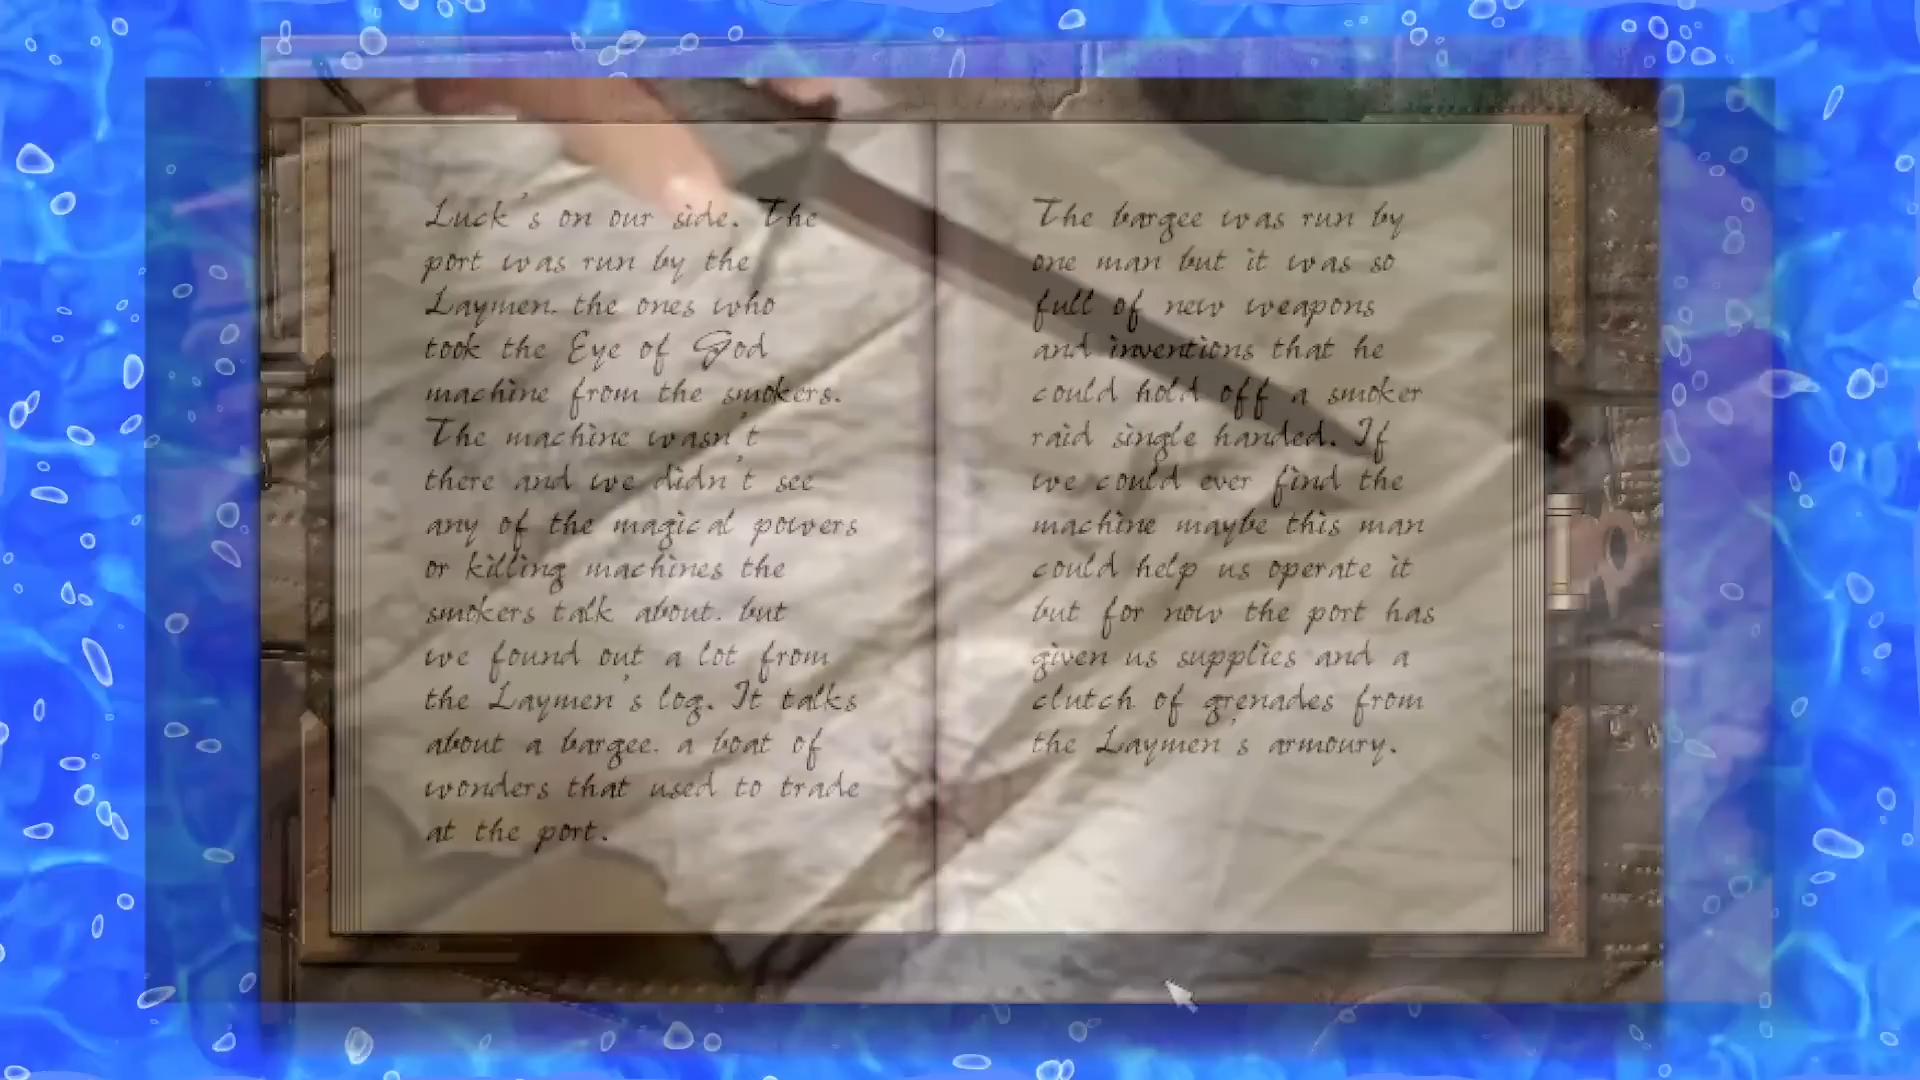 Luck's on our side. The
port was run by the
Laymen. the ones who
took the Eye of God
machine from the smokers.
The machine wasn't
there and we didn't see
any of the magical powers
or killing machines the
smokers talk about. but
we found out a lot from
the Laymen's log. It talks
about a bargee. a boat of
wonders that used to trade
at the port.
The bargee was run by
one man but it was so
full of new weapons
and inventions that he
could hold off a smoker
raid single handed. If
we could ever find the
machine maybe this man
could help us operate it
but for now the port has
given us supplies and a
clutch of grenades from
the Laymen's armoury.